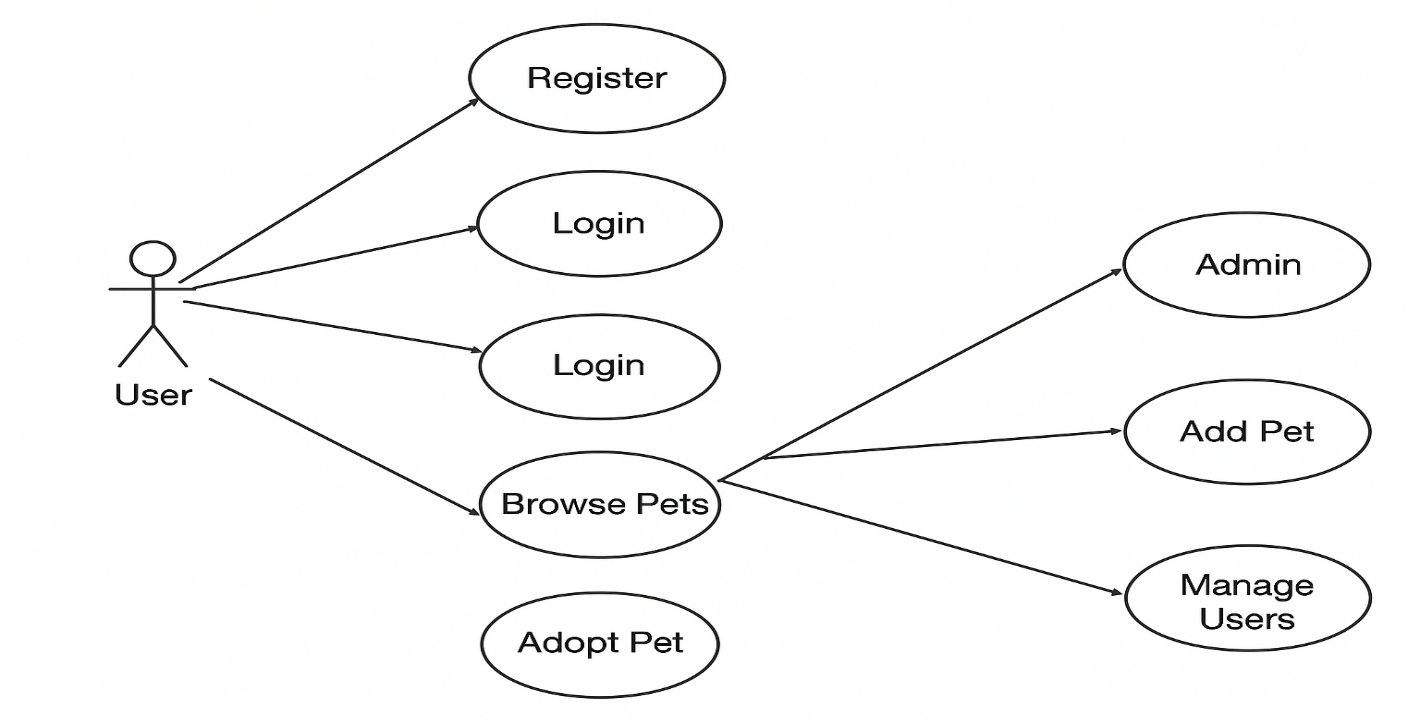 Register
Login
Login
User
Browse Pets
Adopt Pet
Admin
Add Pet
Manage
Users